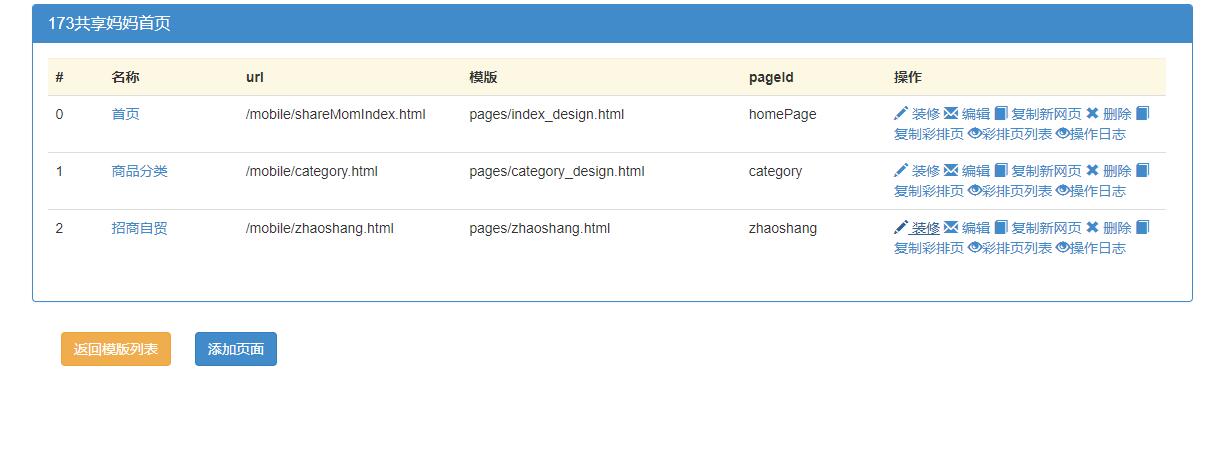 173共享妈妈首页
# 名称 url 模版 pageId 操作
0 首页 /mobile/shareMomIndex.html pages/index_design.html homePage 装修 编辑 复制新网页 删除
复制彩排页 彩排页列表 操作日志
1 商品分类 /mobile/category.html pages/category_design.html category 装修 编辑 复制新网页 删除
复制彩排页 彩排页列表 操作日志
2 招商自贸 /mobile/zhaoshang.html pages/zhaoshang.html zhaoshang 装修 编辑 复制新网页 删除
复制彩排页 彩排页列表 操作日志
返回模版列表 添加页面